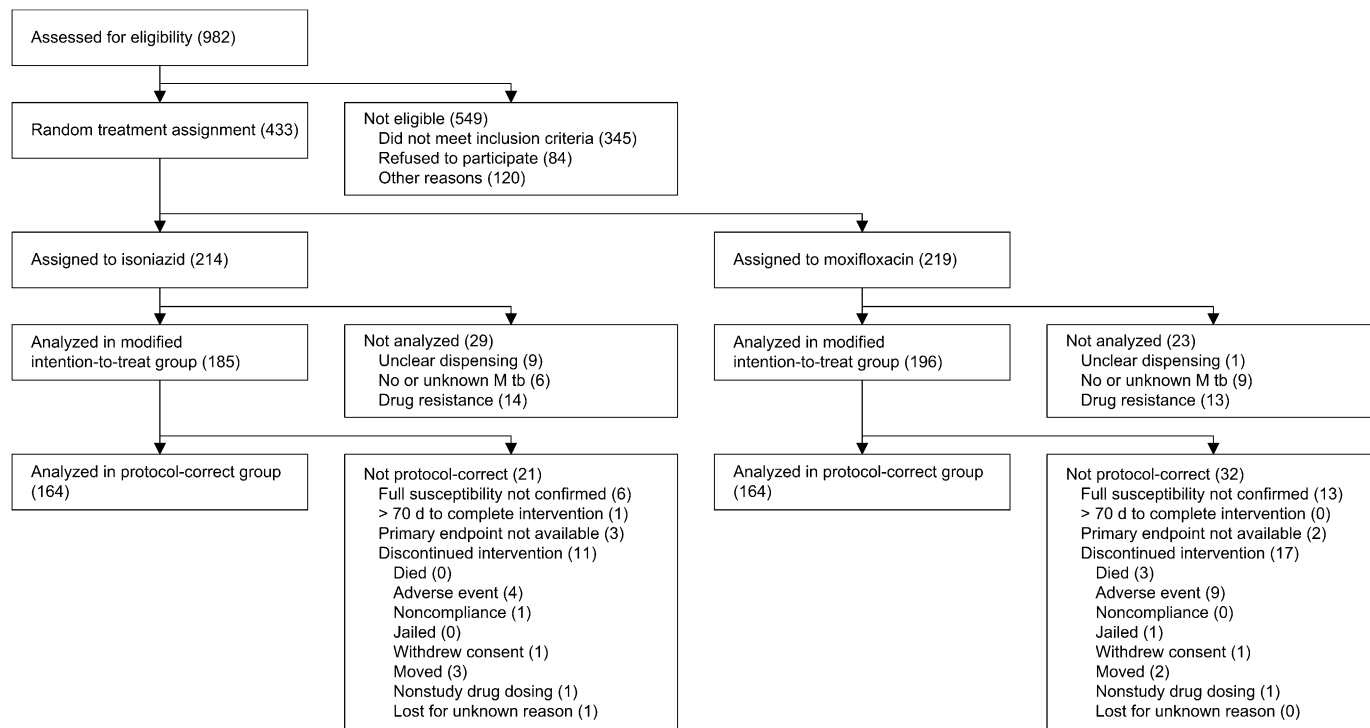 Assessed for eligibility (982)
Random treatment assignment (433)
Not eligible (549)
Did not meet inclusion criteria (345)
Refused to participate (84)
Other reasons (120)
Assigned to isoniazid (214)
Assigned to moxifloxacin (219)
Analyzed in modified
intention-to-treat group (185)
Not analyzed (29)
Unclear dispensing (9)
No or unknown M tb (6)
Drug resistance (14)
Analyzed in modified
intention-to-treat group (196)
Not analyzed (23)
Unclear dispensing (1)
No or unknown M tb (9)
Drug resistance (13)
Analyzed in protocol-correct group
(164)
Not protocol-correct (21)
Full susceptibility not confirmed (6)
> 70 d to complete intervention (1)
Primary endpoint not available (3)
Discontinued intervention (11)
Died (0)
Adverse event (4)
Noncompliance (1)
Jailed (0)
Withdrew consent (1)
Moved (3)
Nonstudy drug dosing (1)
Lost for unknown reason (1)
Analyzed in protocol-correct group
(164)
Not protocol-correct (32)
Full susceptibility not confirmed (13)
> 70 d to complete intervention (0)
Primary endpoint not available (2)
Discontinued intervention (17)
Died (3)
Adverse event (9)
Noncompliance (0)
Jailed (1)
Withdrew consent (1)
Moved (2)
Nonstudy drug dosing (1)
Lost for unknown reason (0)